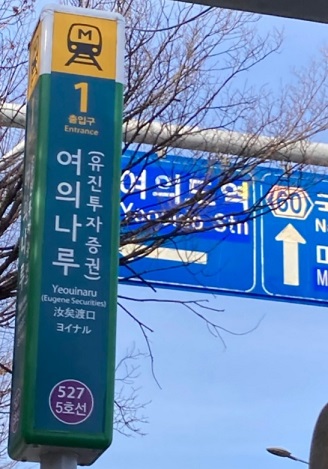 M
1
출입구
Entrance
여의나루
(유진투자증권)
Yeouinaru
(Eugene Securities)
汝矣渡口
ヨイナル
527
5호선
여의도역
Yeouido Stn
60